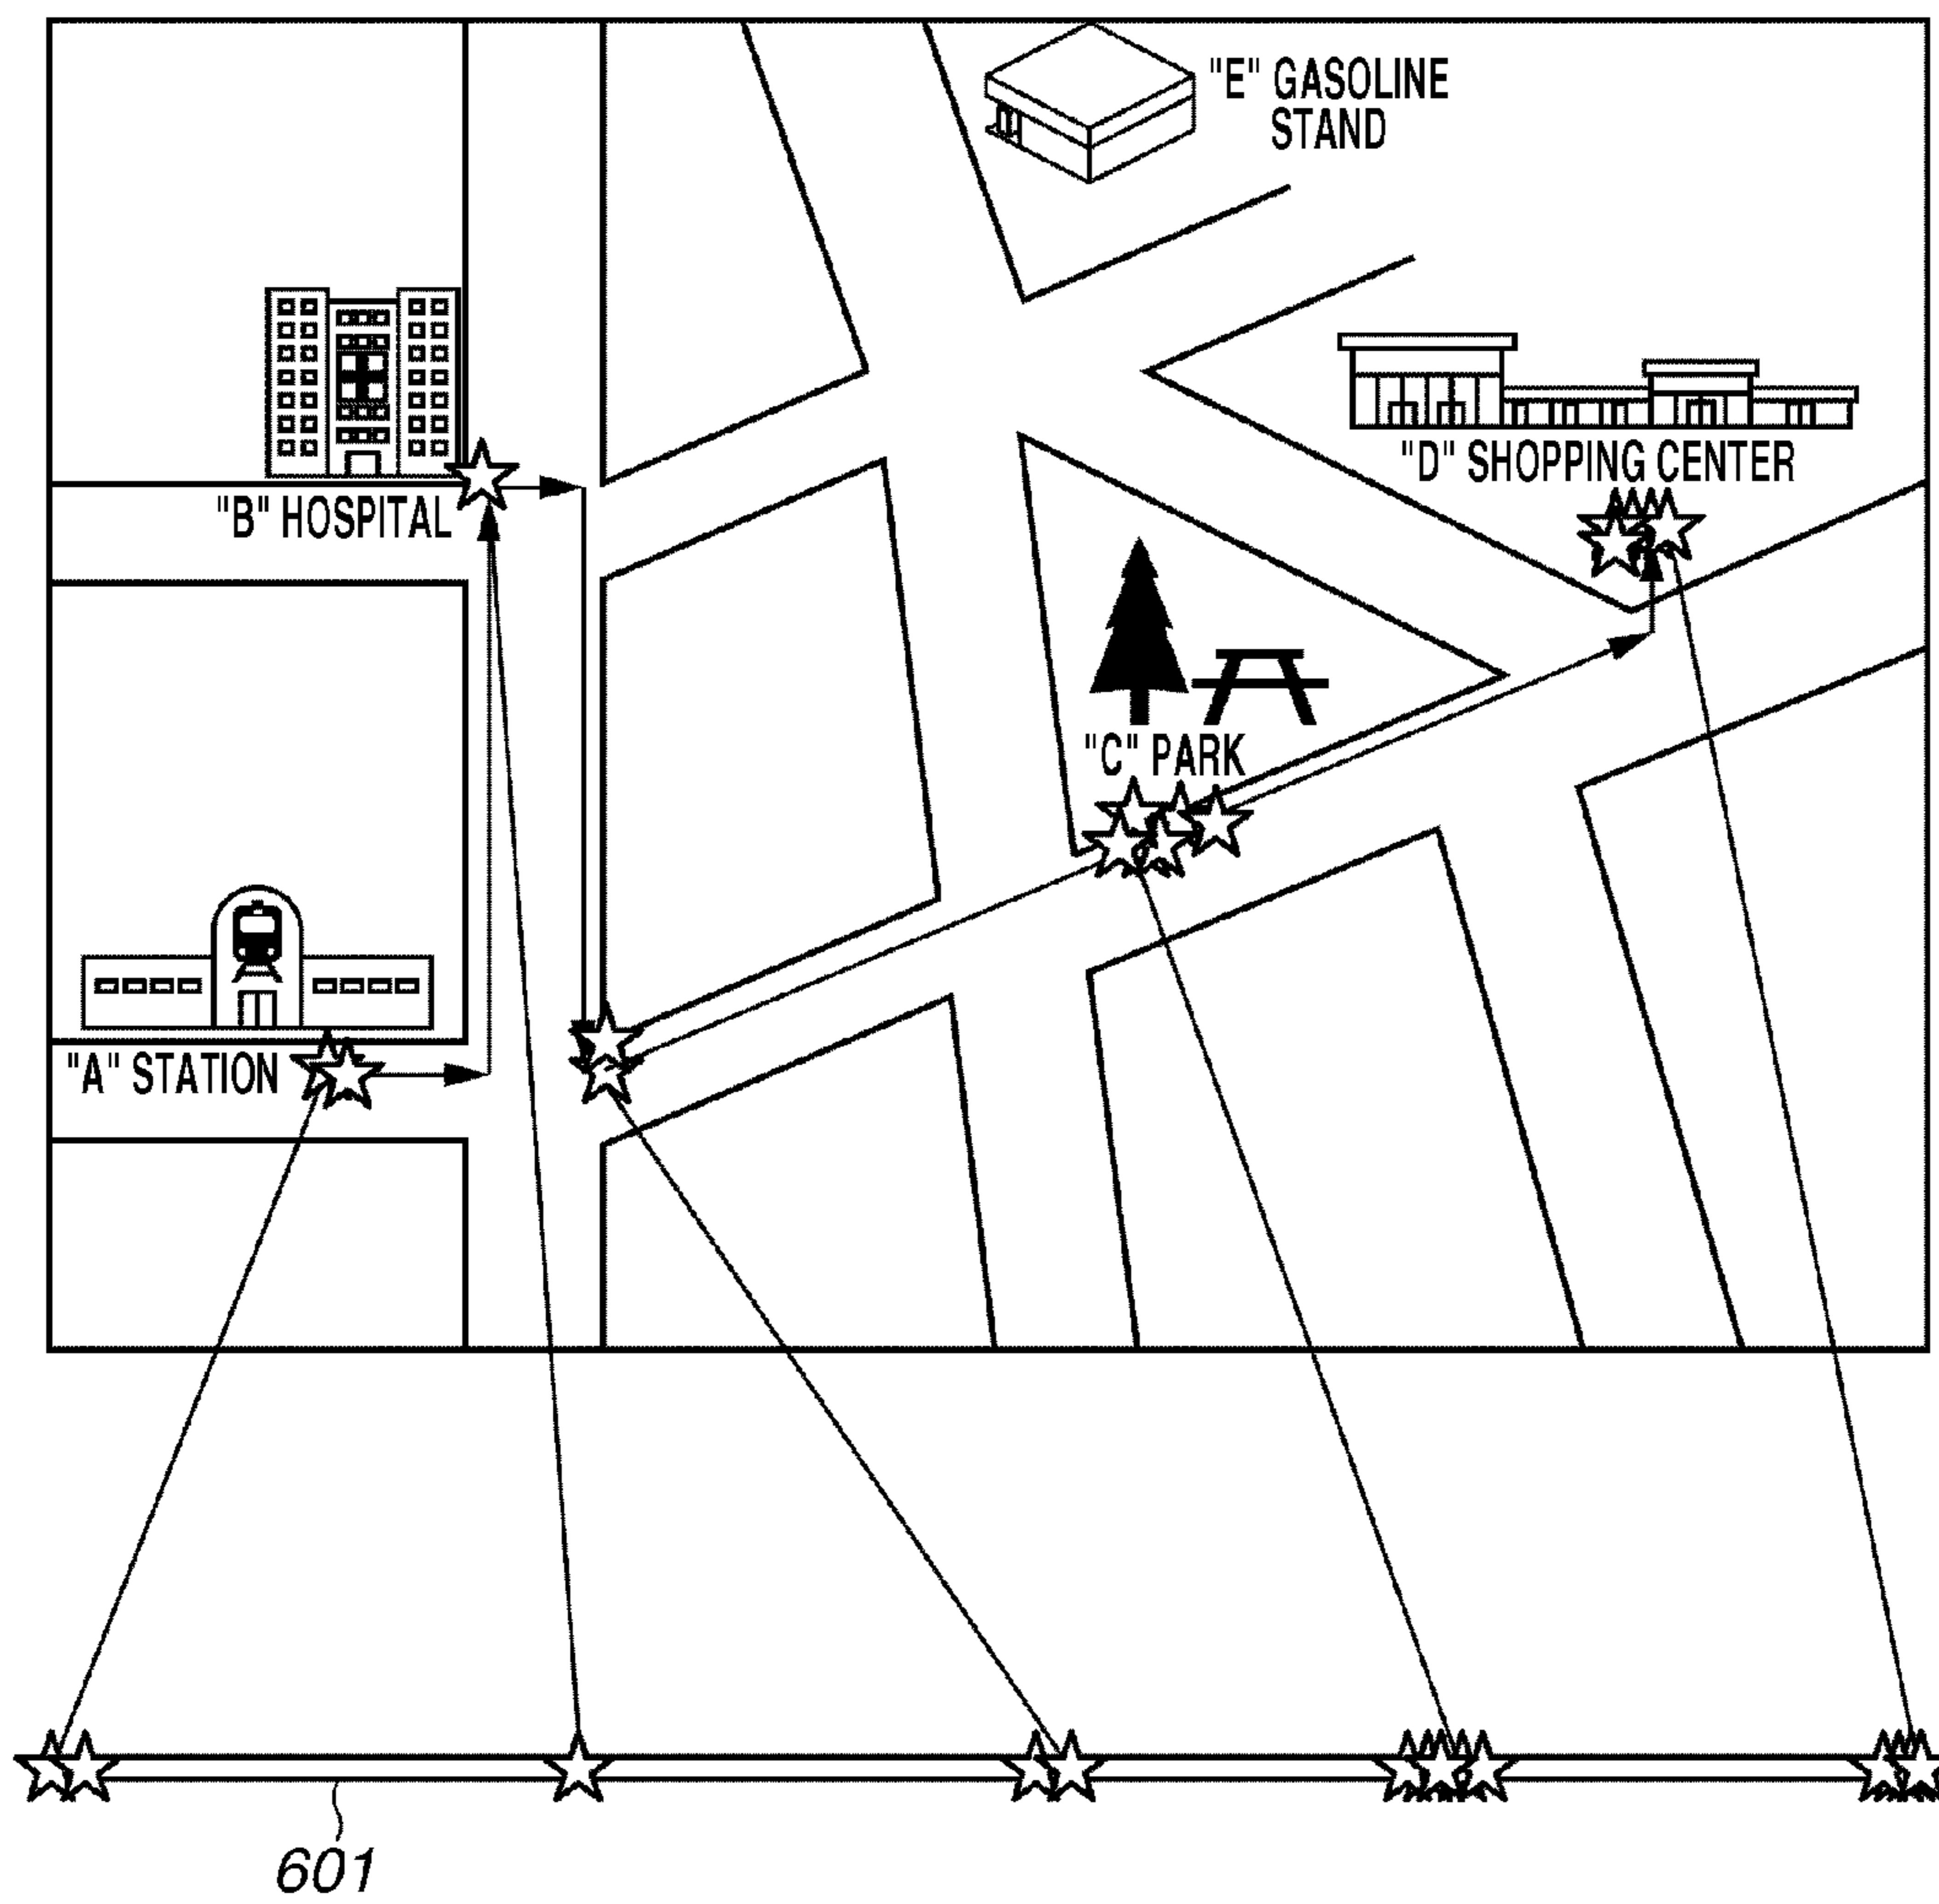 "E" GASOLINE
STAND
"D" SHOPPING CENTER
"B" HOSPITAL
"C" PARK
"A" STATION
601